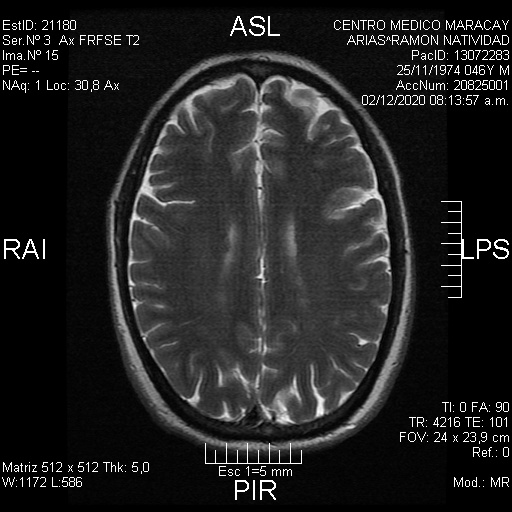 EstID: 21180
Ser.Nº 3 Ax FRFSE T2
Ima.Nº 15
PE= --
NAq: 1 Loc: 30,8 Ax
ASL
CENTRO MEDICO MARACAY
ARIAS^RAMON NATIVIDAD
PacID: 13072283
25/11/1974 046Y M
AccNum: 20825001
02/12/2020 08:13:57 a.m.
RAI
LPS
TI: 0 FA: 90
TR: 4216 TE: 101
FOV: 24 x 23,9 cm
Ref.: 0
Mod.: MR
Matriz 512 x 512 Thk: 5,0
W:1172 L:586
Esc 1=5 mm
PIR